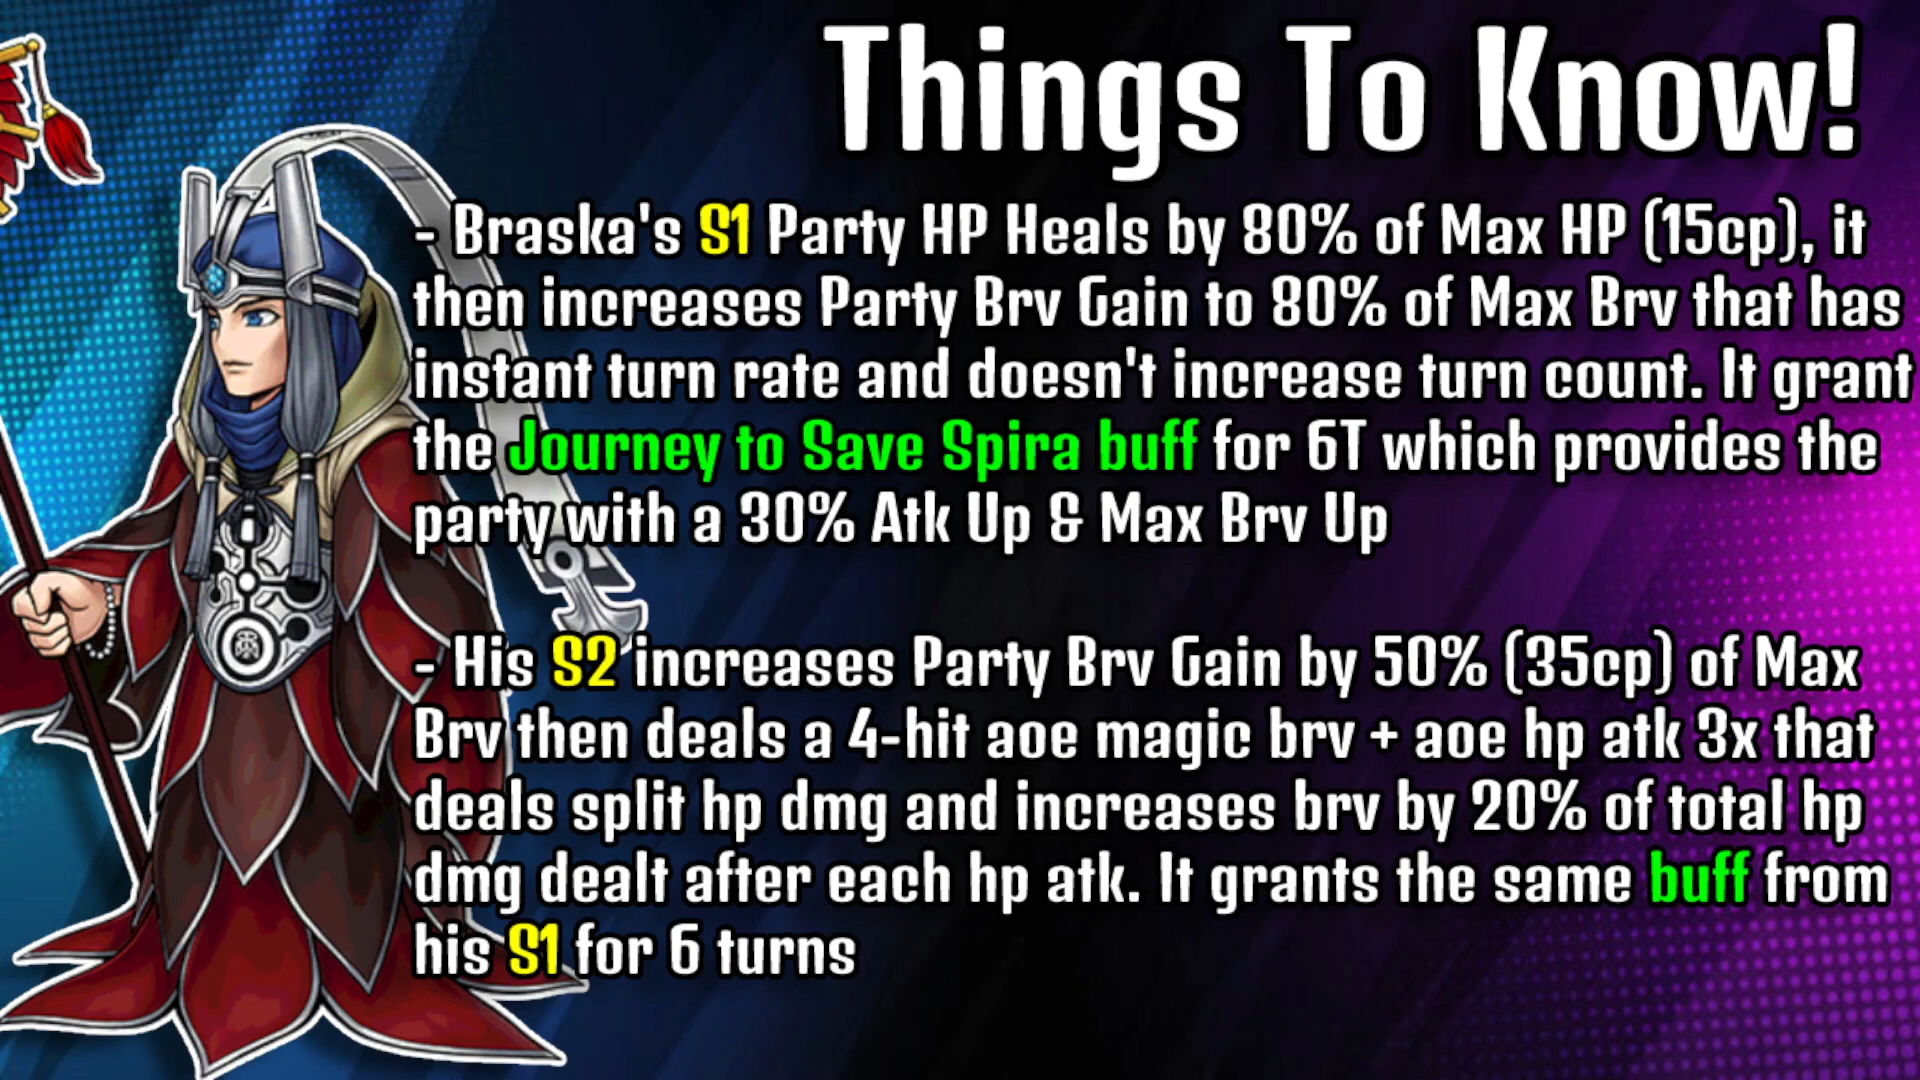 Things To Know!
- Braska's S1 Party HP Heals by 80% of Max HP (15cp), it
then increases Party Brv Gain to 80% of Max Brv that has
instant turn rate and doesn't increase turn count. It grant
the Journey to Save Spira buff for 6T which provides the
party with a 30% Atk Up & Max Brv Up
- His S2 increases Party Brv Gain by 50% (35cp) of Max
Brv then deals a 4-hit aoe magic brv + aoe hp atk 3x that
deals split hp dmg and increases brv by 20% of total hp
dmg dealt after each hp atk. It grants the same buff from
his S1 for 6 turns